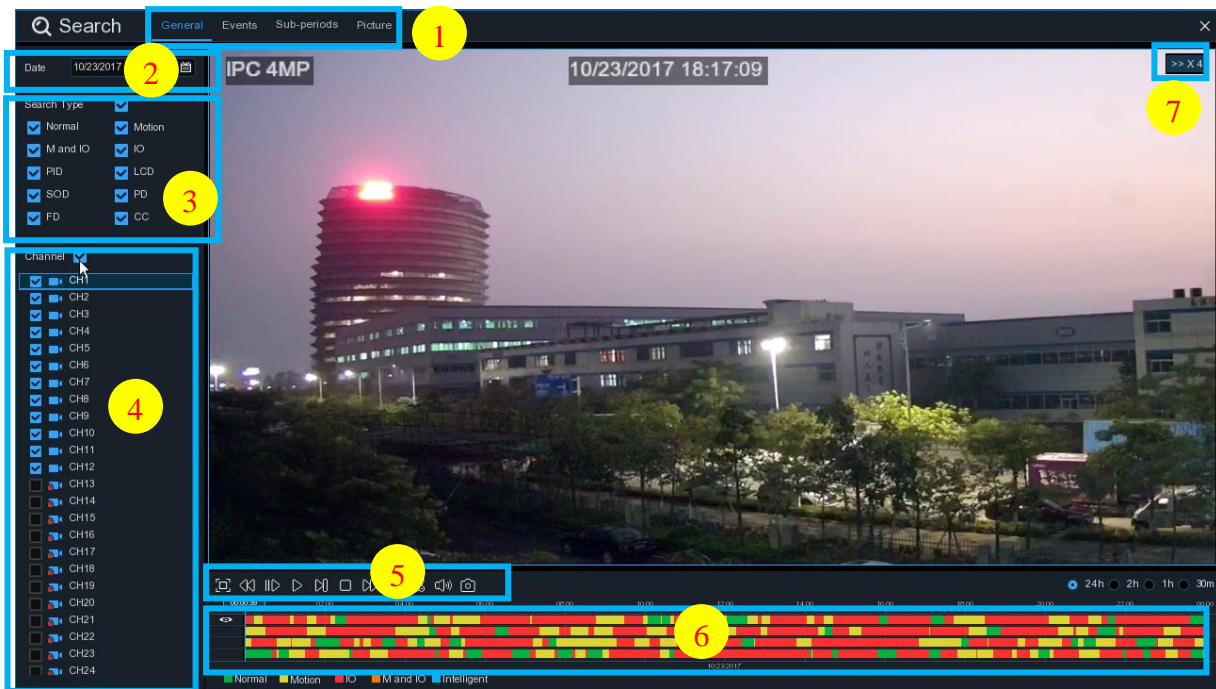 Search General Events Sub-periods Picture
1
Date 10/23/2017
2
IPC 4MP 10/23/2017 18:17:09
>> X 4
7
Search Type
Normal Motion
M and IO IO
PID LCD
SOD PD
3
FD CC
Channel
CH1
CH2
CH3
CH4
CH5
CH6
CH7
CH8
CH9
4
CH10
CH11
CH12
CH13
CH14
CH15
CH16
CH17
CH18
CH19
CH20
CH21
CH22
CH23
CH24
5
24h 2h 1h 30m
00:00:39 02:00 04:00 06:00 08:00 10:00 12:00 14:00 16:00 18:00 20:00 22:00 00:00
6
10/23/2017
Normal Motion IO M and IO Intelligent